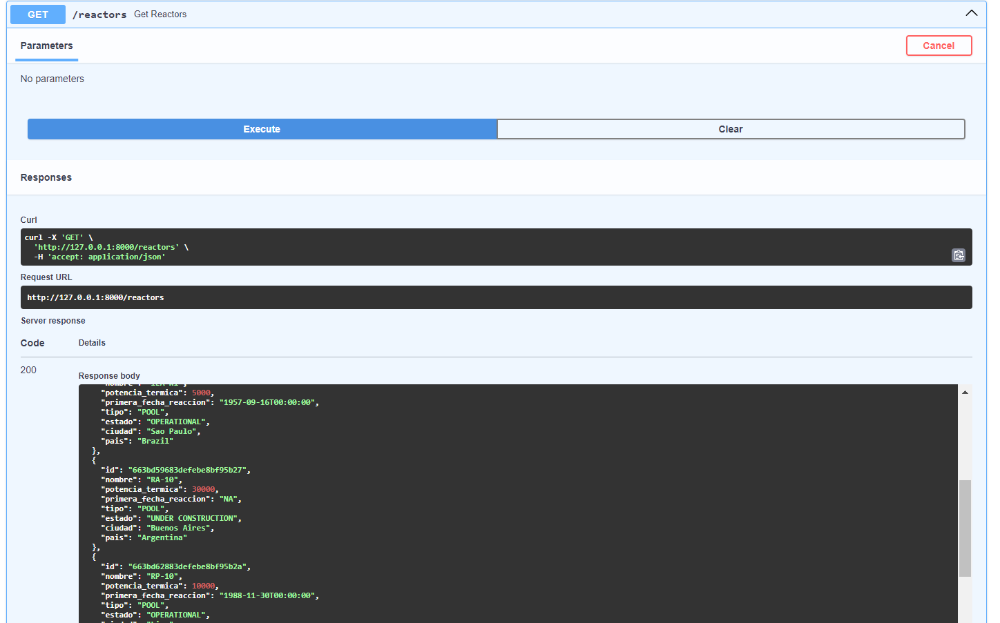 GET /reactors Get Reactors
Parameters
Cancel
No parameters
Execute
Clear
Responses
Curl
curl -X 'GET' \
'http://127.0.0.1:8000/reactors' \
-H 'accept: application/json'
Request URL
http://127.0.0.1:8000/reactors
Server response
Code Details
200
Response body
"potencia_termica": 5000,
"primera_fecha_reaccion": "1957-09-16T00:00:00",
"tipo": "POOL",
"estado": "OPERATIONAL",
"ciudad": "Sao Paulo",
"pais": "Brazil"
},
{
"id": "663bd59683defebe8bf95b27",
"nombre": "RA-10",
"potencia_termica": 30000,
"primera_fecha_reaccion": "NA",
"tipo": "POOL",
"estado": "UNDER CONSTRUCTION",
"ciudad": "Buenos Aires",
"pais": "Argentina"
},
{
"id": "663bd62883defebe8bf95b2a",
"nombre": "RP-10",
"potencia_termica": 10000,
"primera_fecha_reaccion": "1988-11-30T00:00:00",
"tipo": "POOL",
"estado": "OPERATIONAL",